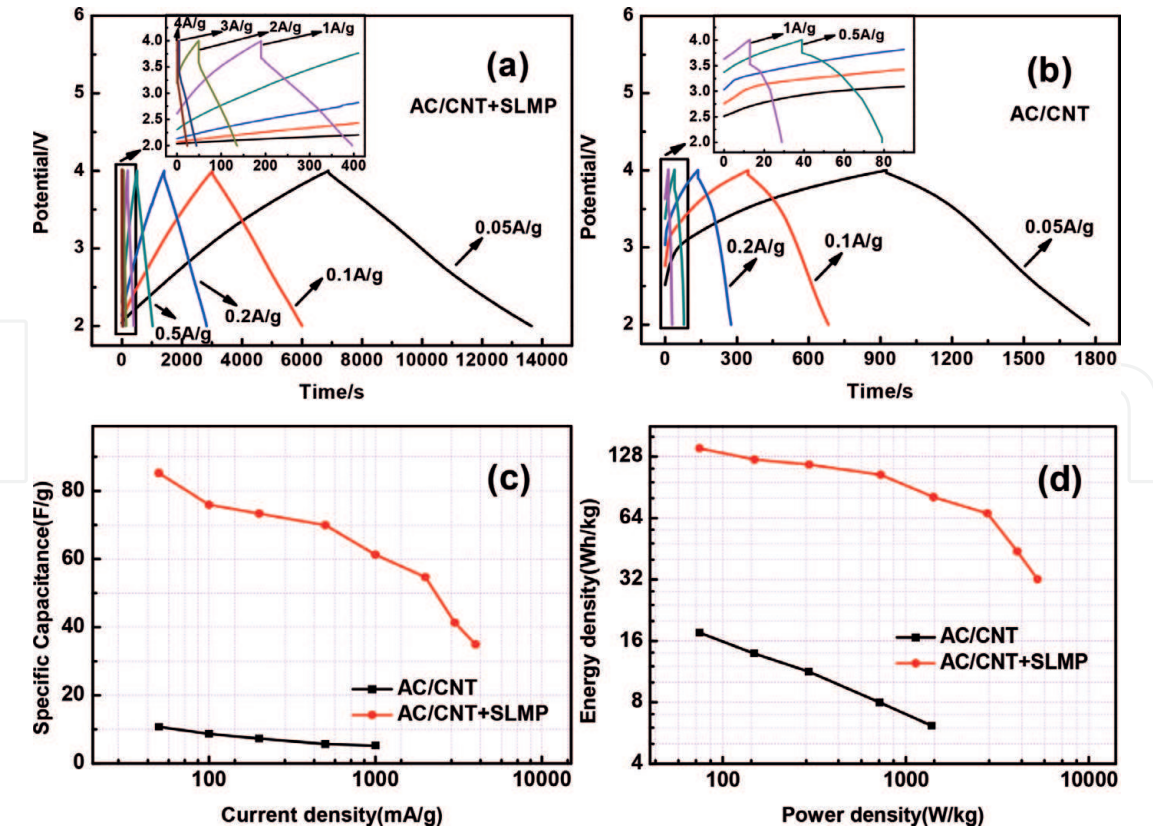 6
5
4
3
2
Potential/V
4A/g
3A/g
2A/g
1A/g
4.0
3.5
3.0
2.5
2.0
0 100 200 300 400
(a)
AC/CNT+SLMP
0.05A/g
0.1A/g
0.2A/g
0.5A/g
0 2000 4000 6000 8000 10000 12000 14000
Time/s
6
5
4
3
2
Potential/V
1A/g
0.5A/g
4.0
3.5
3.0
2.5
2.0
0 20 40 60 80
(b)
AC/CNT
0.05A/g
0.1A/g
0.2A/g
0 300 600 900 1200 1500 1800
Time/s
80
60
40
20
0
Specific Capacitance(F/g)
(c)
AC/CNT
AC/CNT+SLMP
100 1000 10000
Current density(mA/g)
128
64
32
16
8
4
Energy density(Wh/kg)
(d)
AC/CNT
AC/CNT+SLMP
100 1000 10000
Power density(W/kg)